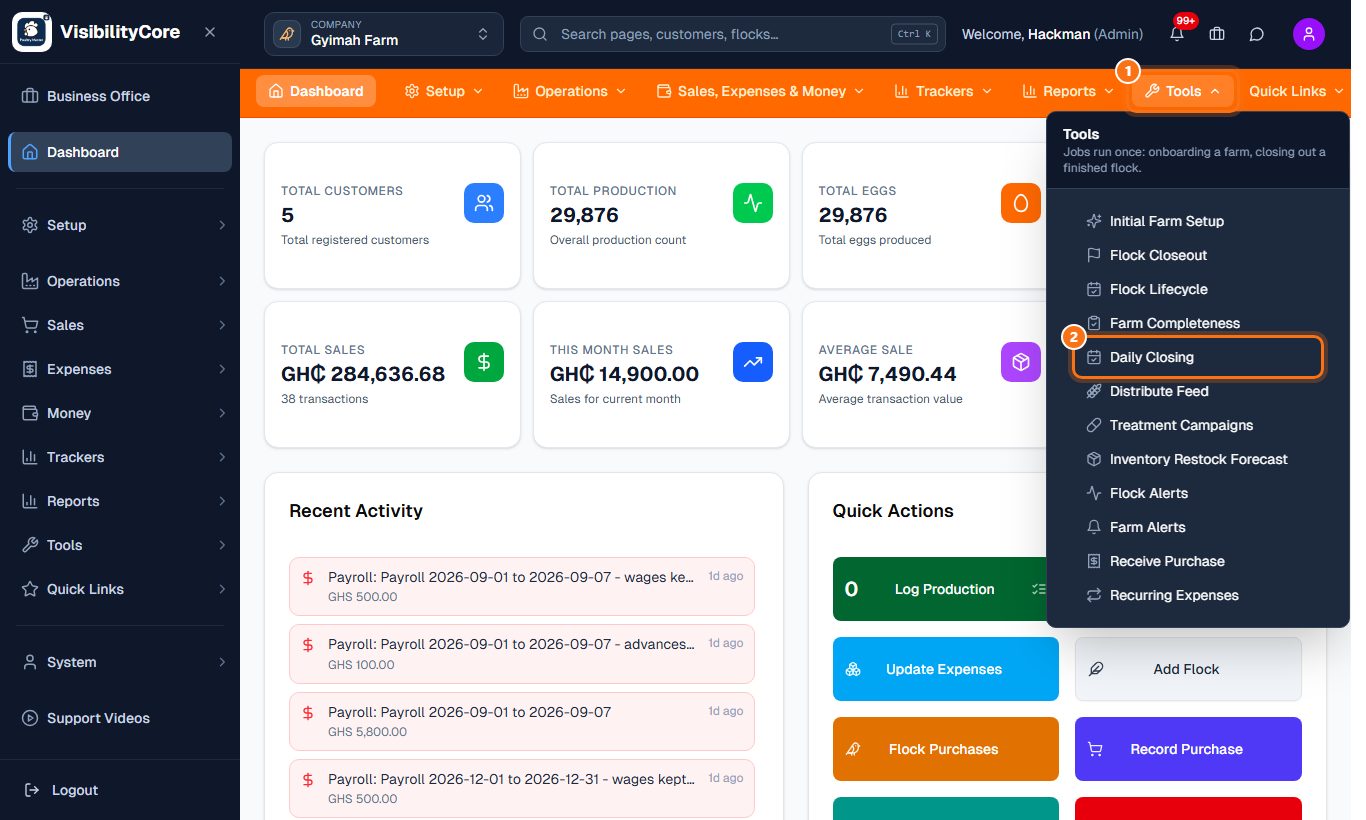 VisibilityCore
COMPANY
Gyimah Farm
Search pages, customers, flocks...
Ctrl K
Welcome, Hackman (Admin)
99+
Business Office
Dashboard
Setup
Operations
Sales
Expenses
Money
Trackers
Reports
Tools
Quick Links
System
Support Videos
Logout
Dashboard
Setup
Operations
Sales, Expenses & Money
Trackers
Reports
1
Tools
Quick Links
TOTAL CUSTOMERS
5
Total registered customers
TOTAL PRODUCTION
29,876
Overall production count
TOTAL EGGS
29,876
Total eggs produced
TOTAL SALES
GH₵ 284,636.68
38 transactions
THIS MONTH SALES
GH₵ 14,900.00
Sales for current month
AVERAGE SALE
GH₵ 7,490.44
Average transaction value
Tools
Jobs run once: onboarding a farm, closing out a
finished flock.
Initial Farm Setup
Flock Closeout
Flock Lifecycle
Farm Completeness
2
Daily Closing
Distribute Feed
Treatment Campaigns
Inventory Restock Forecast
Flock Alerts
Farm Alerts
Receive Purchase
Recurring Expenses
Recent Activity
Payroll: Payroll 2026-09-01 to 2026-09-07 - wages ke...
1d ago
GHS 500.00
Payroll: Payroll 2026-09-01 to 2026-09-07 - advances...
1d ago
GHS 100.00
Payroll: Payroll 2026-09-01 to 2026-09-07
1d ago
GHS 5,800.00
Payroll: Payroll 2026-12-01 to 2026-12-31 - wages kept...
1d ago
GHS 500.00
Quick Actions
Log Production
Update Expenses
Add Flock
Flock Purchases
Record Purchase